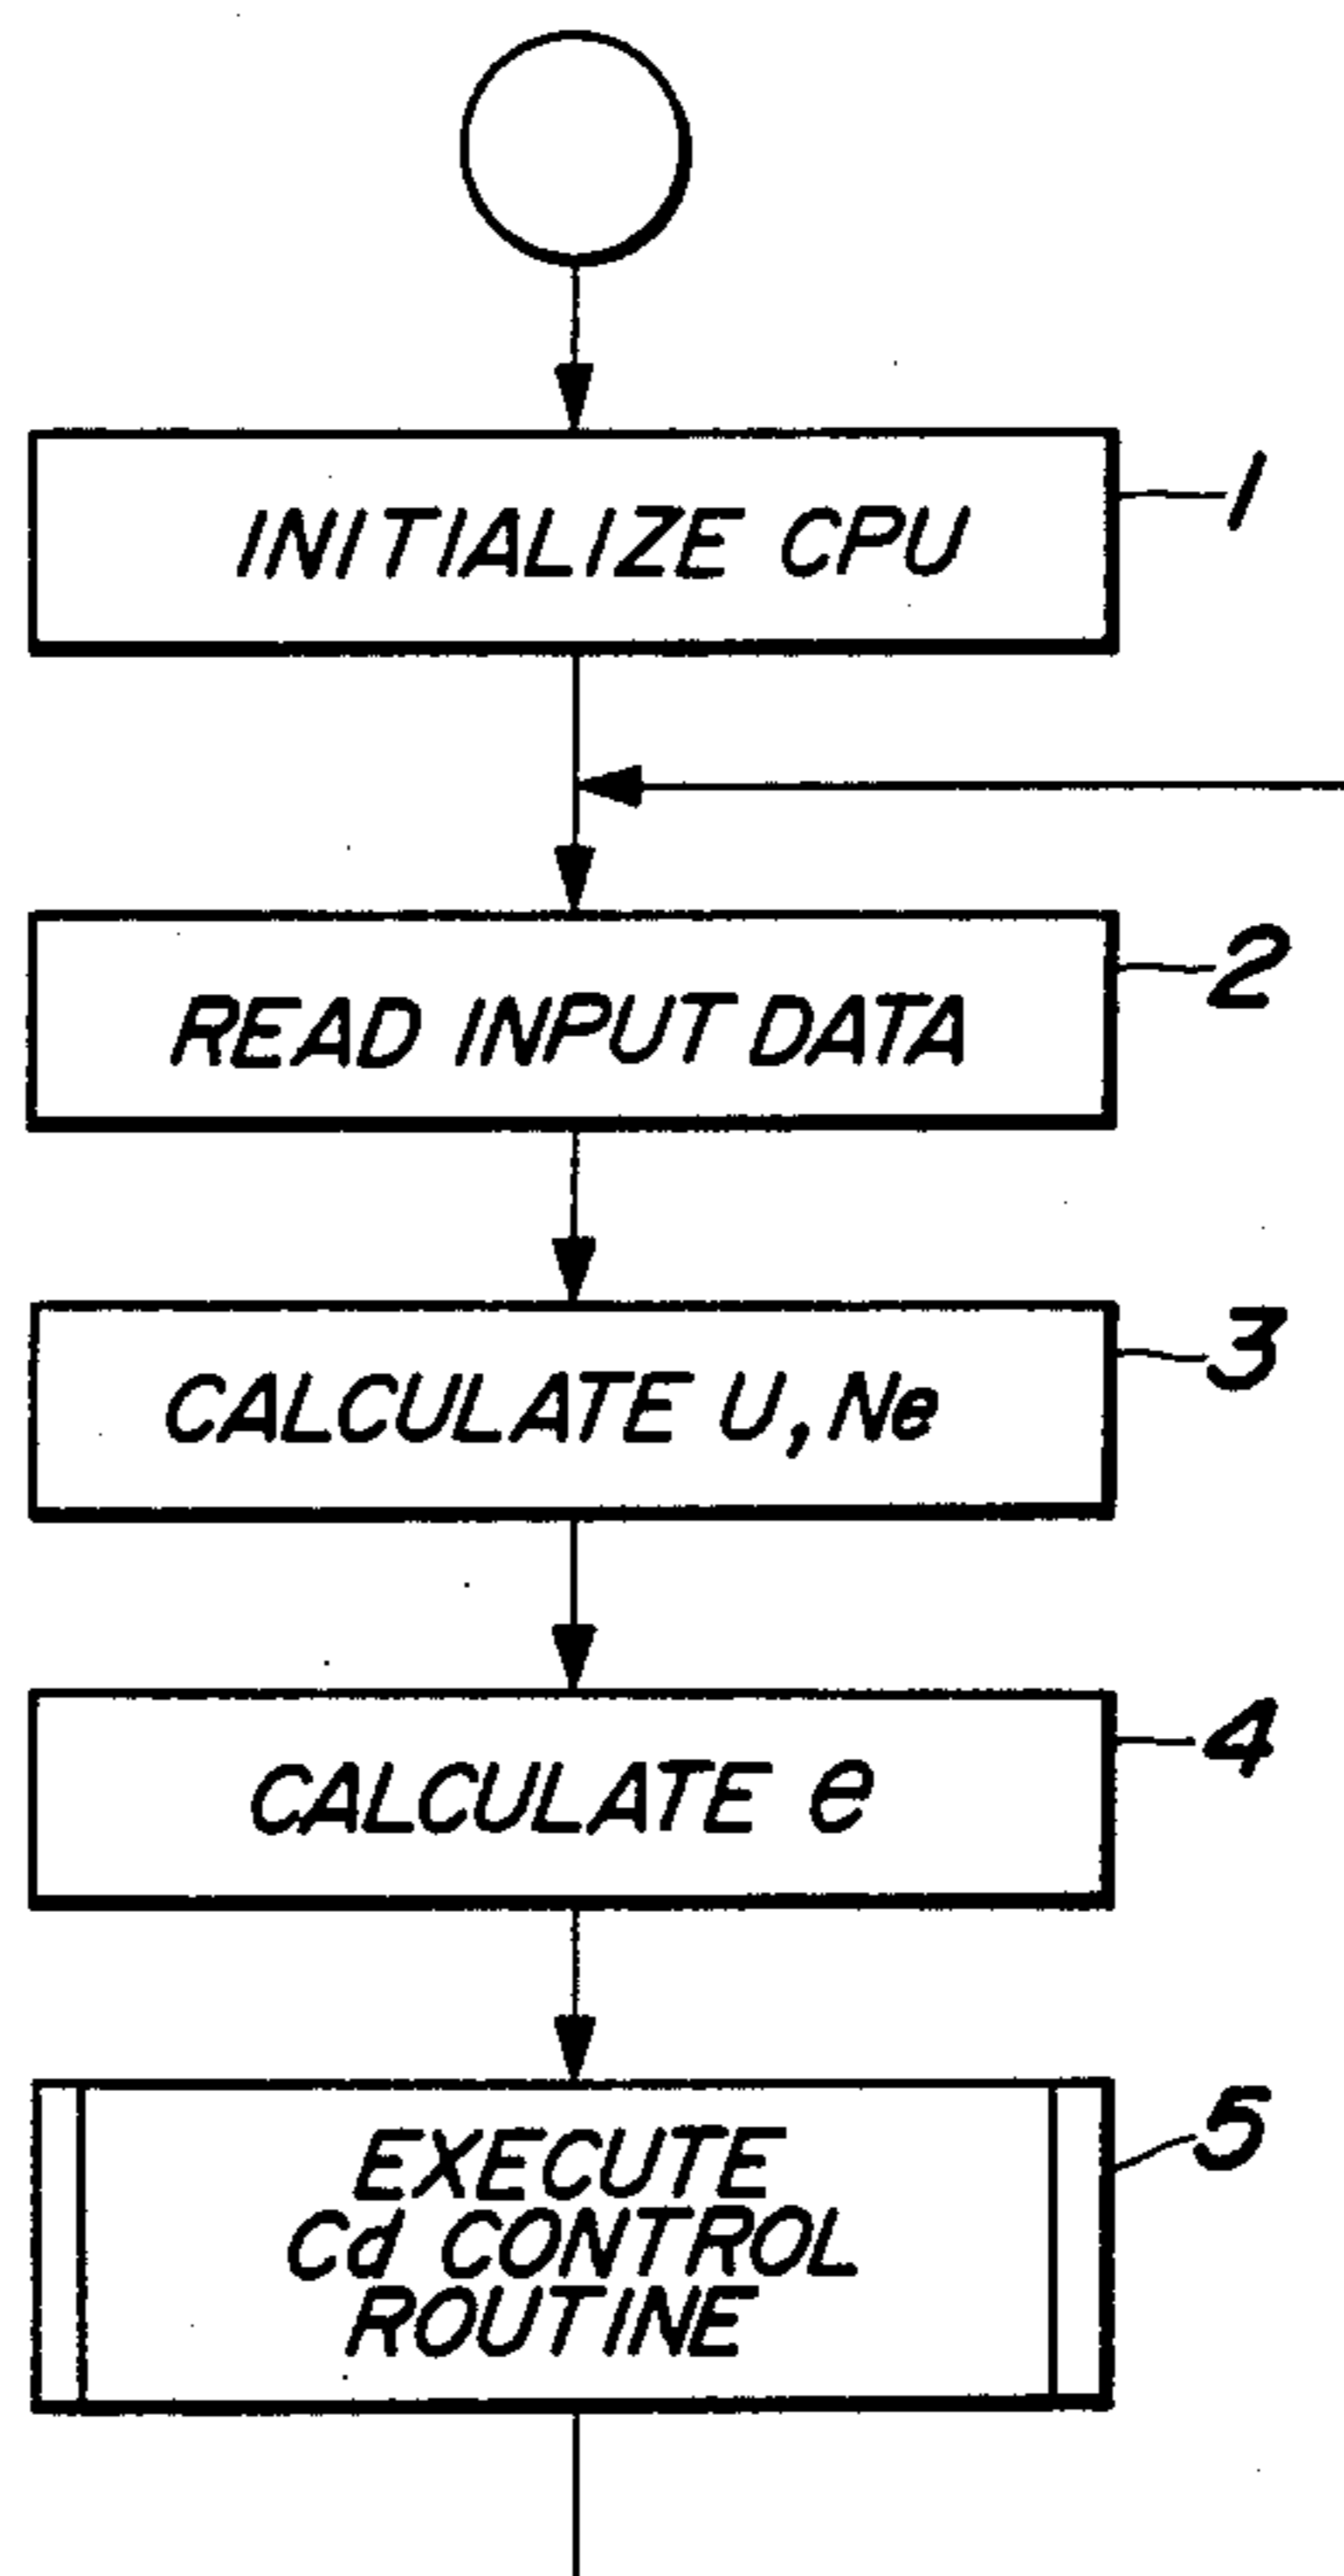 INITIALIZE CPU
1
READ INPUT DATA
2
CALCULATE U, Ne
3
CALCULATE e
4
EXECUTE
Cd CONTROL
ROUTINE
5